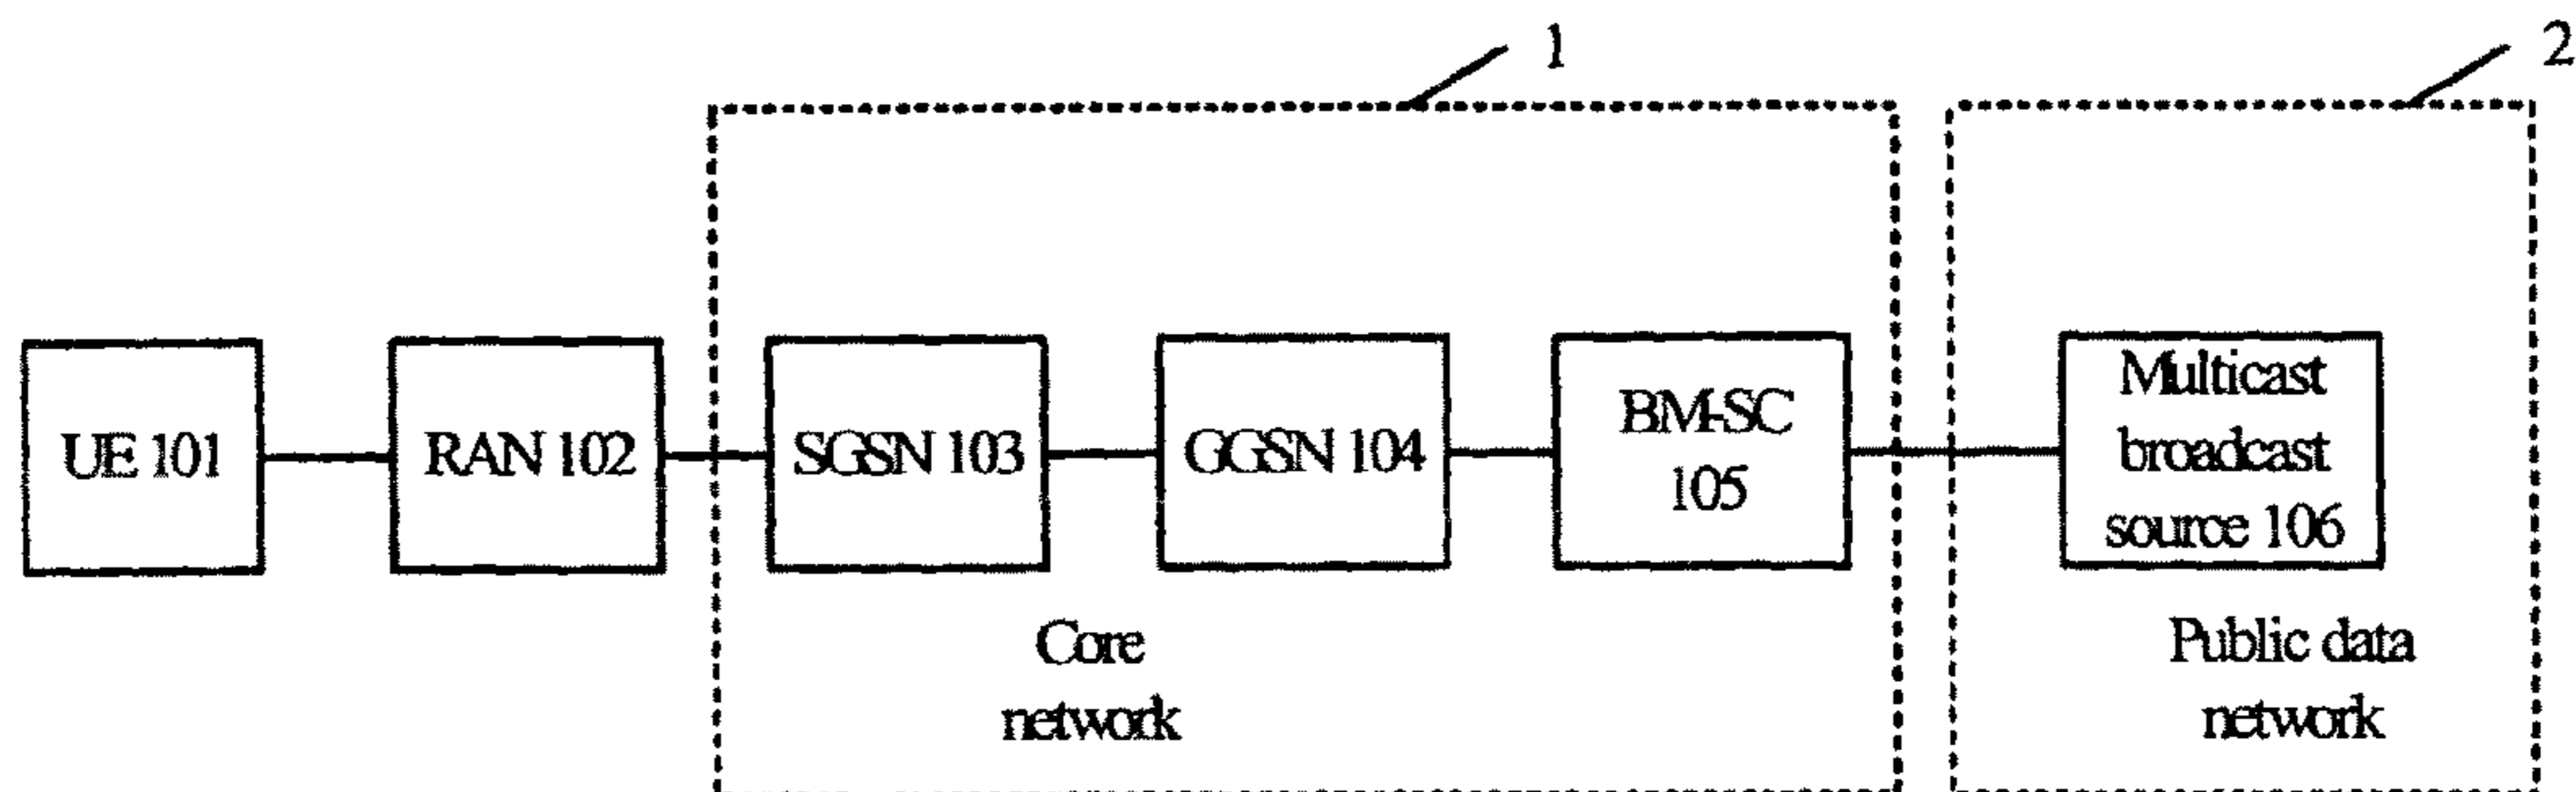 1
2
UE 101
RAN 102
SGSN 103
GGSN 104
BM-SC
105
Multicast
broadcast
source 106
Core
network
Public data
network